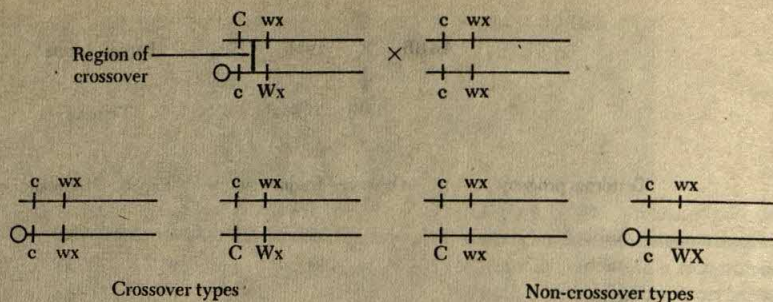 C wx c wx
Region of
crossover
×
c Wx c wx
c wx c wx c wx c wx
c wx C Wx C wx c WX
Crossover types Non-crossover types